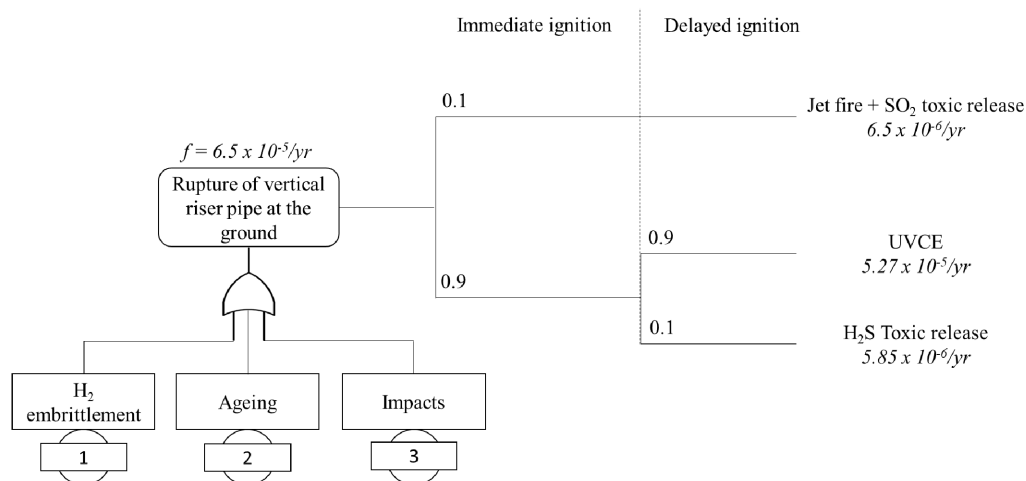 Immediate ignition
Delayed ignition
0.1
Jet fire + SO₂ toxic release
6.5 x 10⁻⁶/yr
f = 6.5 x 10⁻⁵/yr
Rupture of vertical
riser pipe at the
ground
0.9
UVCE
5.27 x 10⁻⁵/yr
0.9
0.1
H₂S Toxic release
5.85 x 10⁻⁶/yr
H₂
embrittlement
Ageing
Impacts
1
2
3